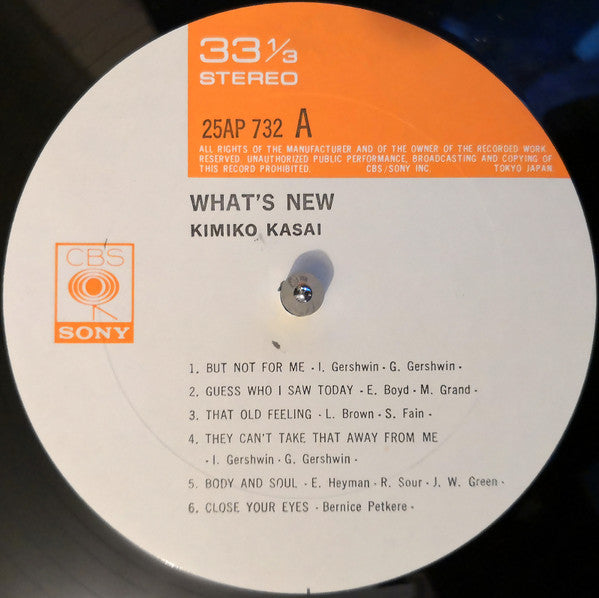 33 1/3
STEREO
25AP 732 A
ALL RIGHTS OF THE MANUFACTURER AND OF THE OWNER OF THE RECORDED WORK
RESERVED. UNAUTHORIZED PUBLIC PERFORMANCE, BROADCASTING AND COPYING OF
THIS RECORD PROHIBITED. CBS/SONY INC. TOKYO JAPAN.
WHAT'S NEW
KIMIKO KASAI
CBS
SONY
1. BUT NOT FOR ME · I. Gershwin · G. Gershwin ·
2. GUESS WHO I SAW TODAY · E. Boyd · M. Grand ·
3. THAT OLD FEELING · L. Brown · S. Fain ·
4. THEY CAN'T TAKE THAT AWAY FROM ME
· I. Gershwin · G. Gershwin ·
5. BODY AND SOUL · E. Heyman · R. Sour · J. W. Green ·
6. CLOSE YOUR EYES · Bernice Petkere ·